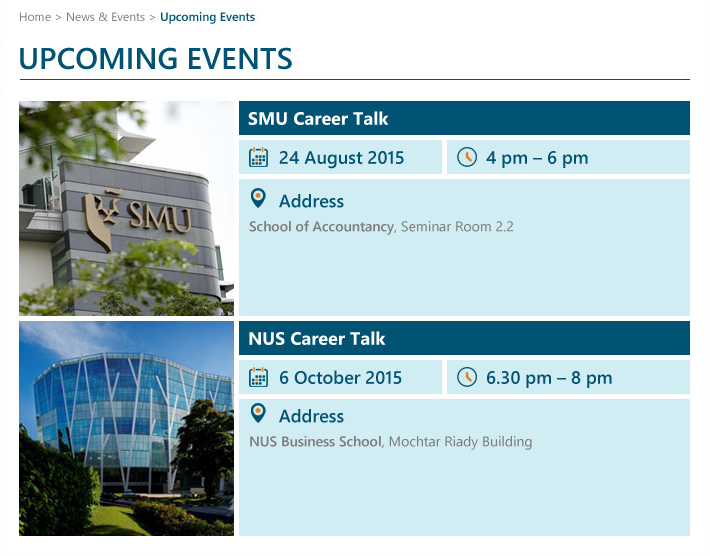 Home > News & Events > Upcoming Events
UPCOMING EVENTS
SMU
SMU Career Talk
24 August 2015
4 pm – 6 pm
Address
School of Accountancy, Seminar Room 2.2
NUS Career Talk
6 October 2015
6.30 pm – 8 pm
Address
NUS Business School, Mochtar Riady Building